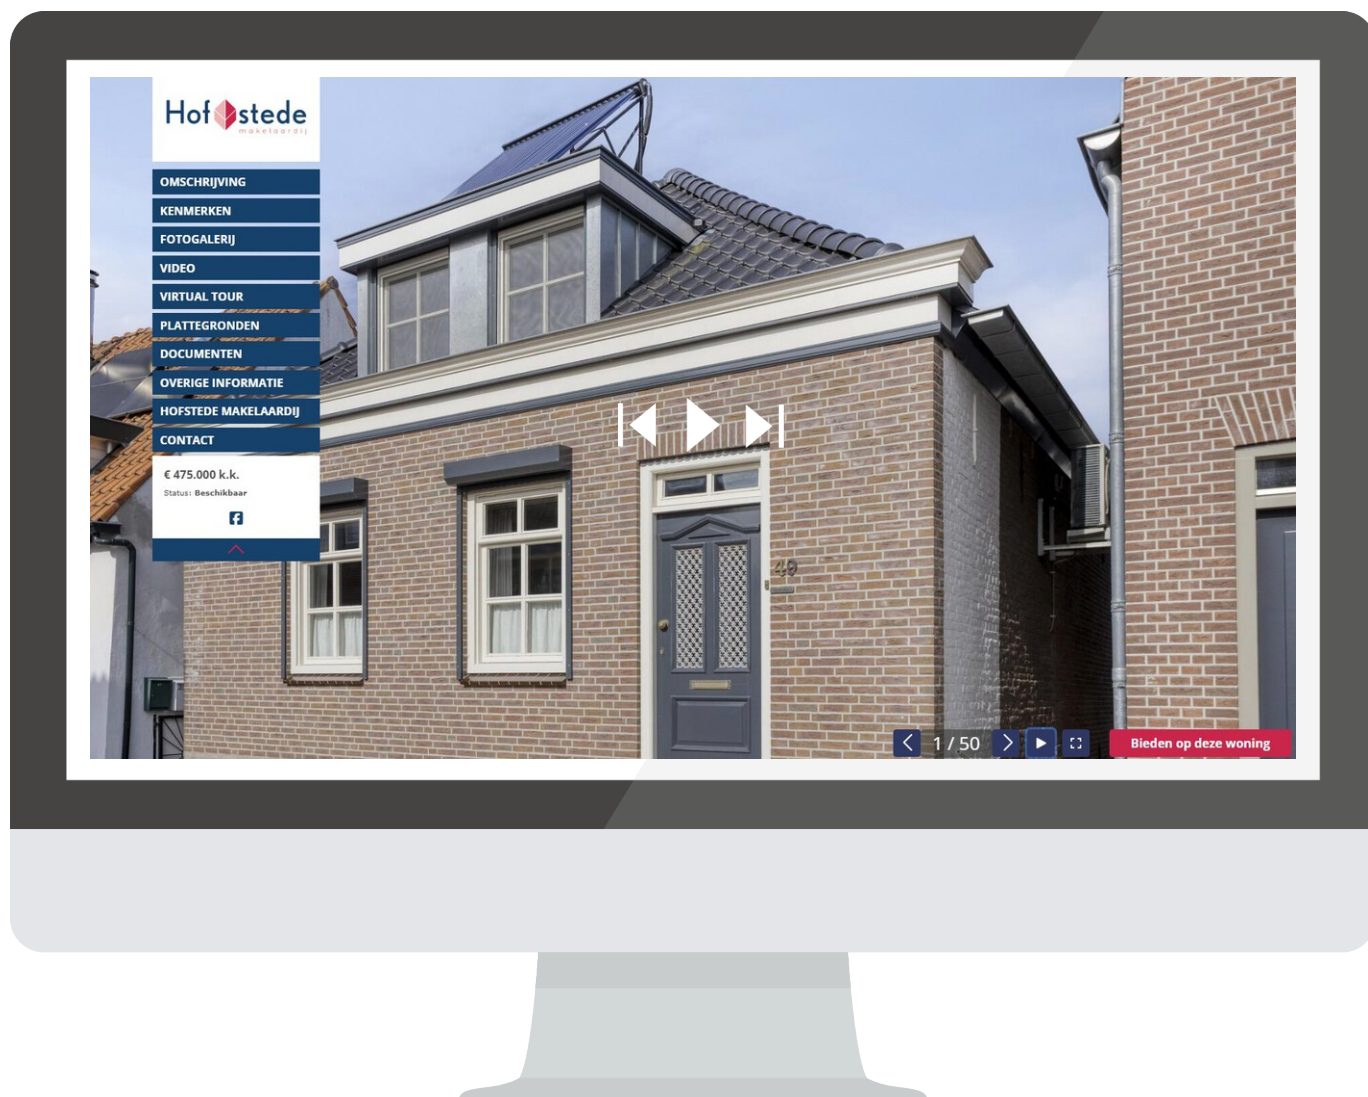 Hofstede
makelaardij
OMSCHRIJVING
KENMERKEN
FOTOGALERIJ
VIDEO
VIRTUAL TOUR
PLATTEGRONDEN
DOCUMENTEN
OVERIGE INFORMATIE
HOFSTEDE MAKELAARDIJ
CONTACT
€ 475.000 k.k.
Status: Beschikbaar
49
1 / 50
Bieden op deze woning